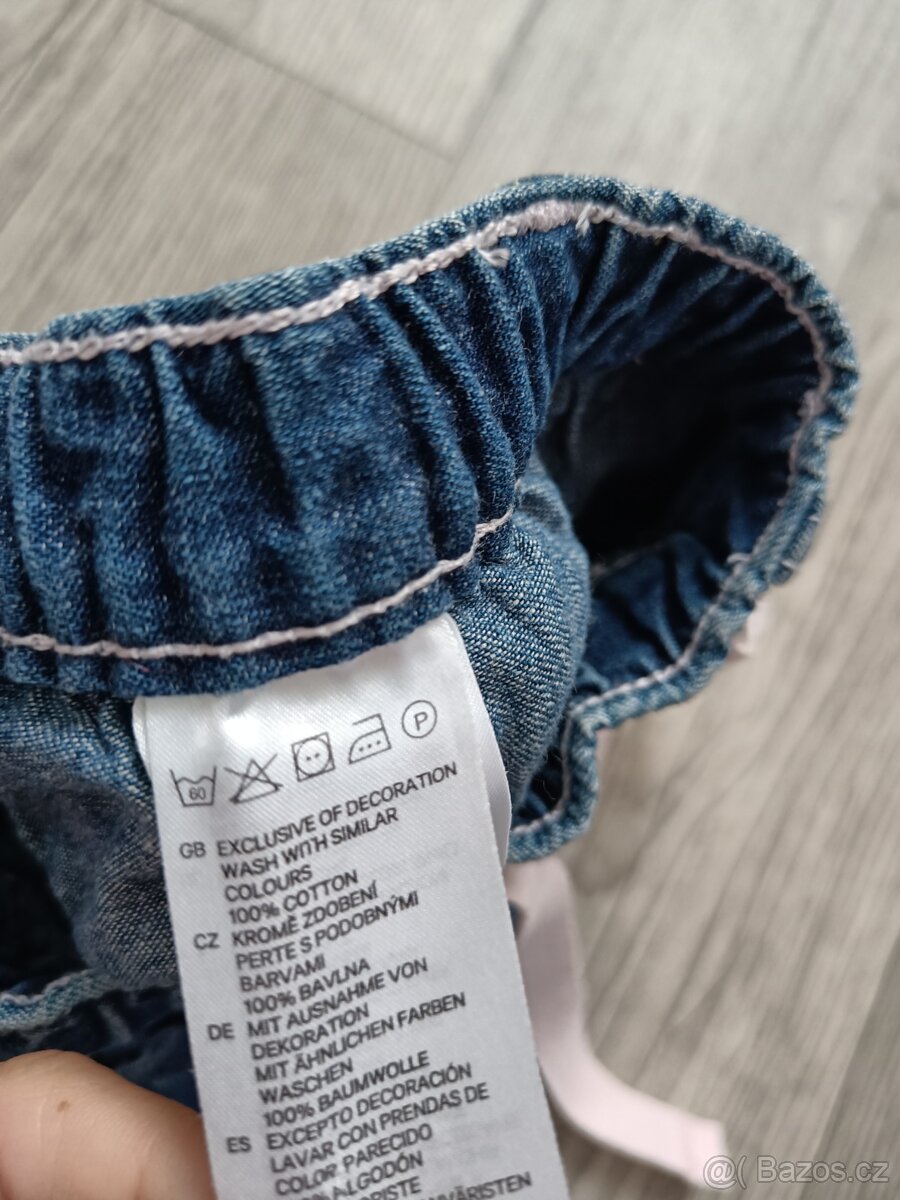 60
P
GB EXCLUSIVE OF DECORATION
WASH WITH SIMILAR
COLOURS
100% COTTON
CZ KROMĚ ZDOBENÍ
PERTE S PODOBNÝMI
BARVAMI
100% BAVLNA
DE MIT AUSNAHME VON
DEKORATION
MIT ÄHNLICHEN FARBEN
WASCHEN
100% BAUMWOLLE
ES EXCEPTO DECORACIÓN
LAVAR CON PRENDAS DE
COLOR PARECIDO
ALGODÓN
@( Bazos.cz